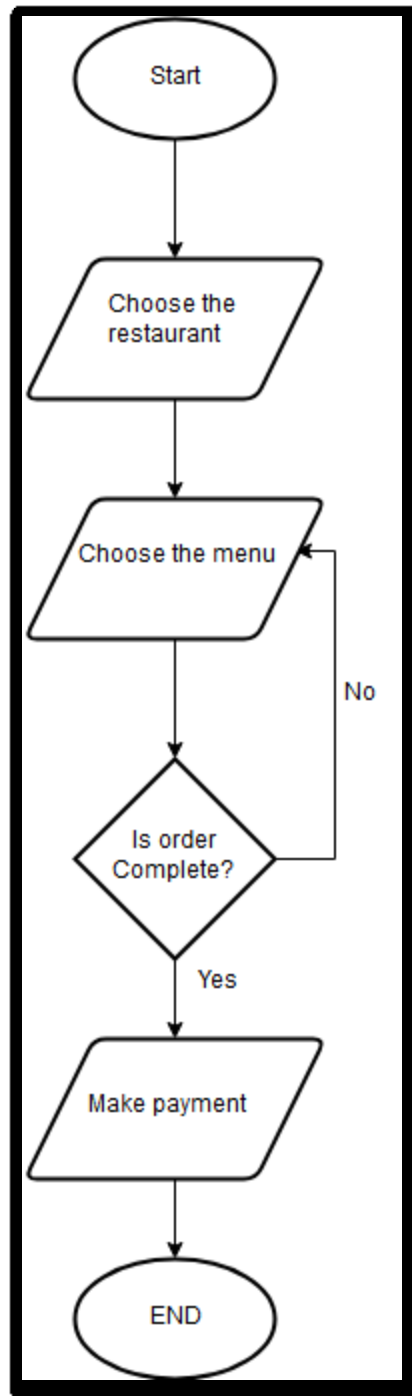 Start
Choose the
restaurant
Choose the menu
No
Is order
Complete?
Yes
Make payment
END